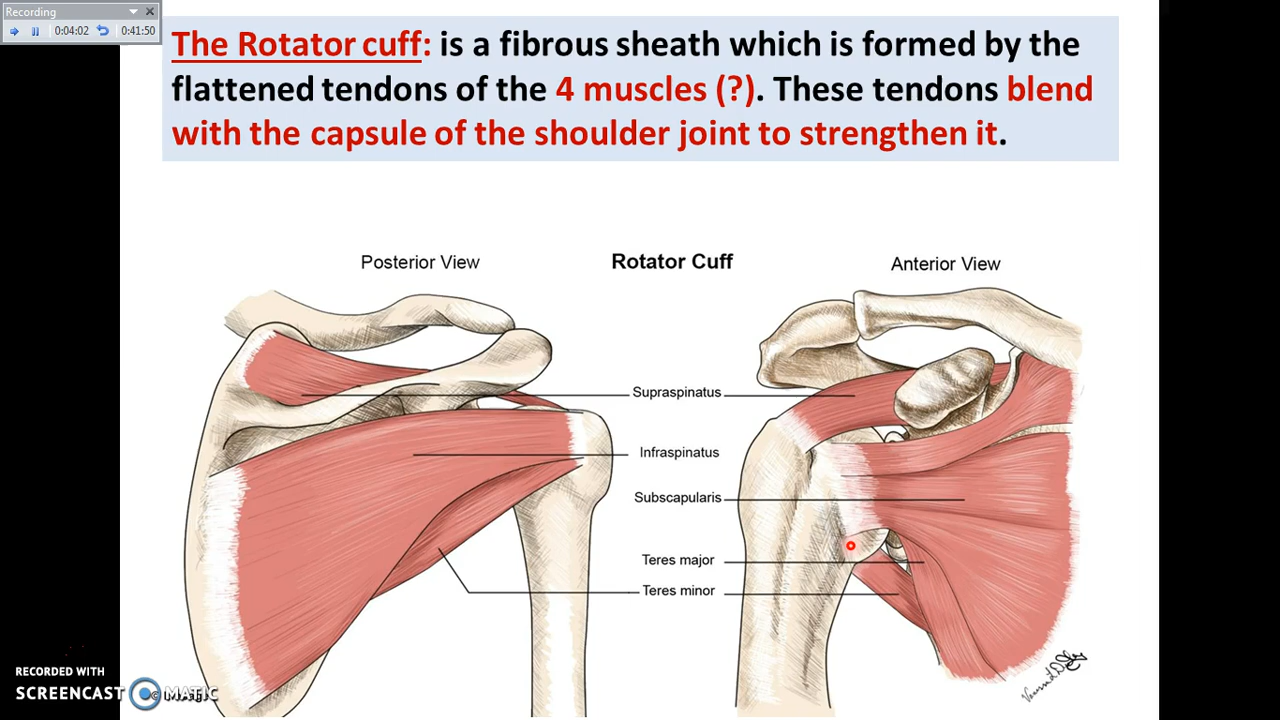 Recording
0:04:02
0:41:50
The Rotator cuff: is a fibrous sheath which is formed by the
flattened tendons of the 4 muscles (?). These tendons blend
with the capsule of the shoulder joint to strengthen it.
Posterior View
Rotator Cuff
Anterior View
Supraspinatus
Infraspinatus
Subscapularis
Teres major
Teres minor
RECORDED WITH
SCREENCAST MATIC